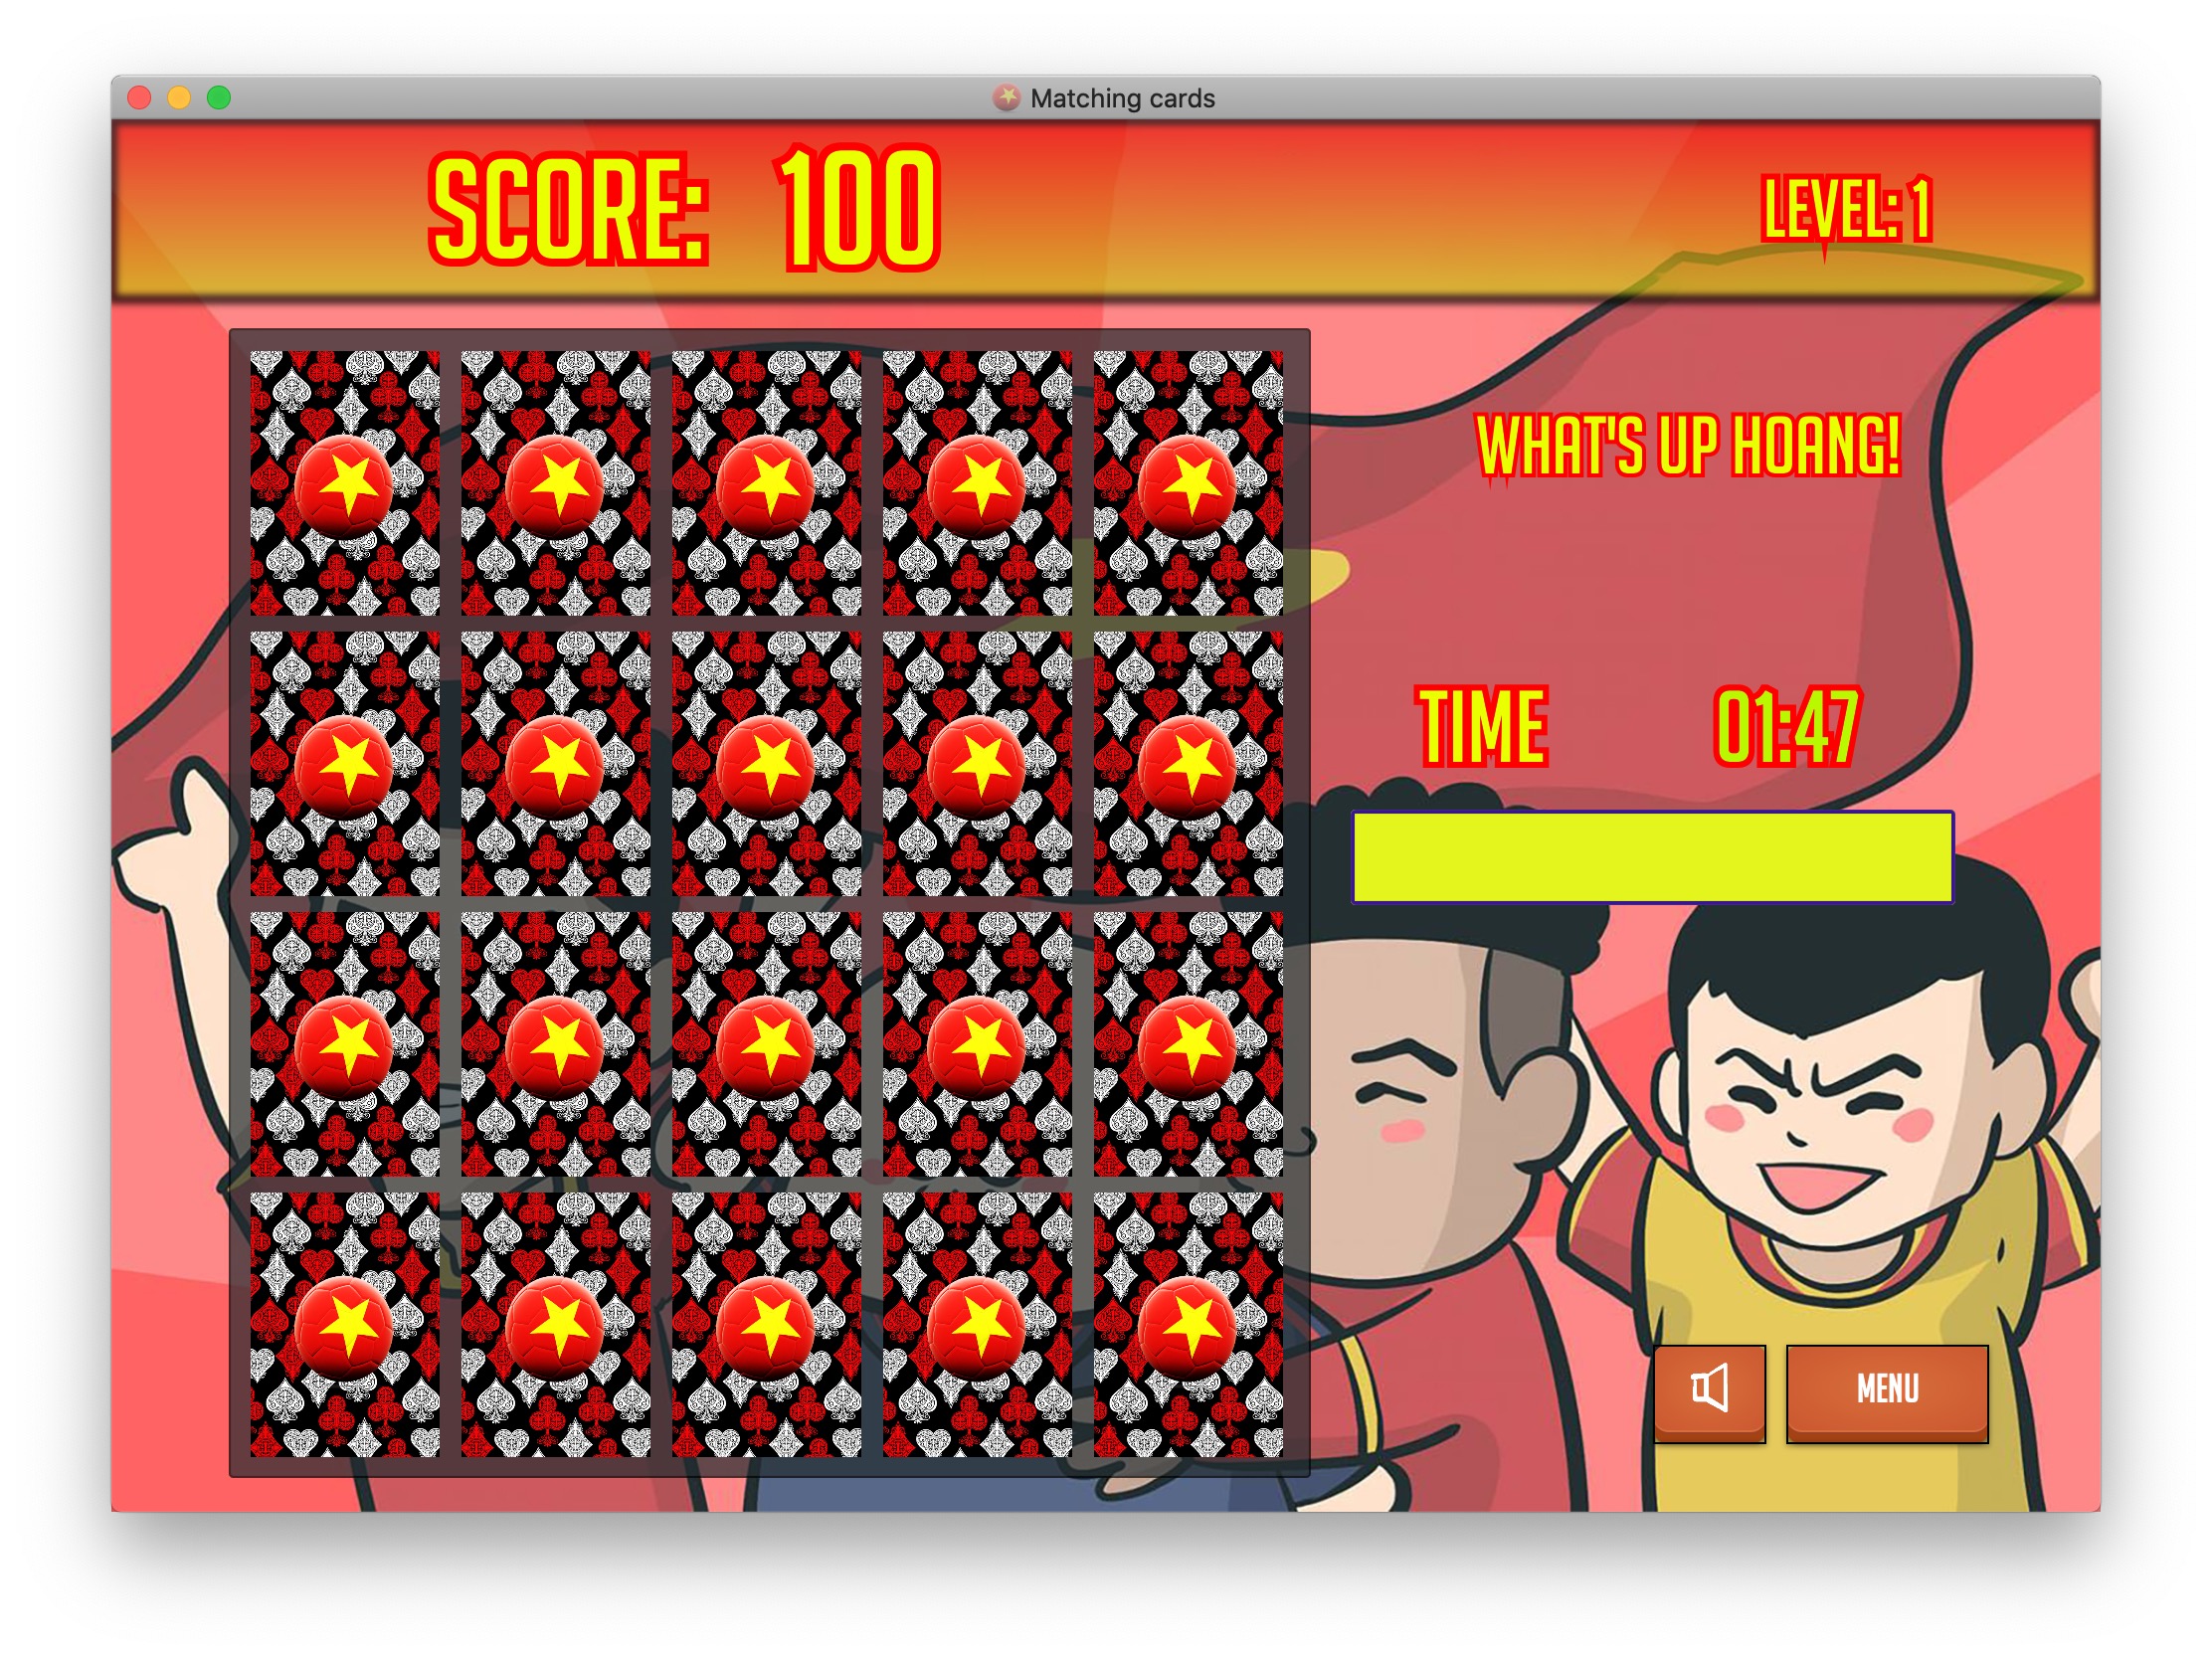 Matching cards
SCORE: 100
LEVEL: 1
WHAT'S UP HOANG!
TIME 01:47
MENU